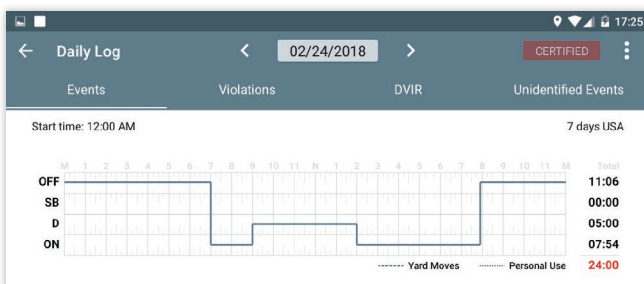 17:25
Daily Log 02/24/2018 CERTIFIED
Events Violations DVIR Unidentified Events
Start time: 12:00 AM 7 days USA
M 1 2 3 4 5 6 7 8 9 10 11 N 1 2 3 4 5 6 7 8 9 10 11 M Total
OFF 11:06
SB 00:00
D 05:00
ON 07:54
Yard Moves Personal Use 24:00